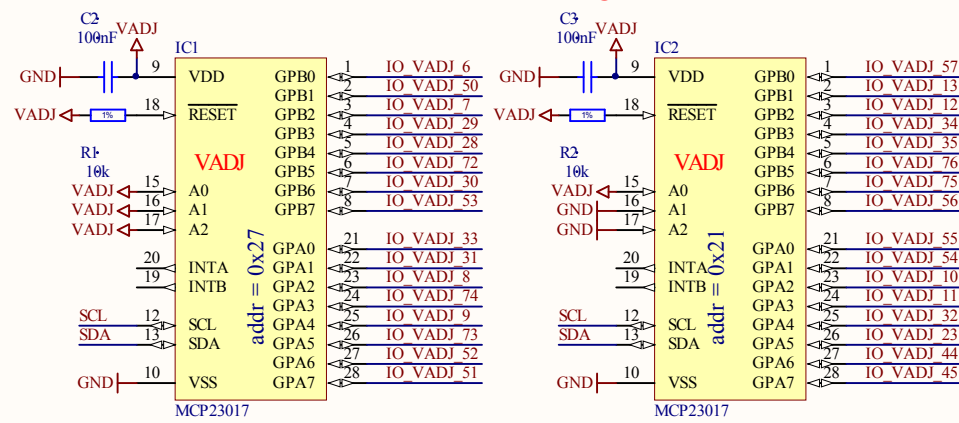 C2
100nF
VADJ
IC1
GND
9
VDD
VADJ
18
RESET
1%
R1
10k
VADJ
VADJ
15
A0
VADJ
16
A1
VADJ
17
A2
20
INTA
19
INTB
SCL
12
SCL
SDA
13
SDA
GND
10
VSS
addr = 0x27
MCP23017
GPB0
1
IO_VADJ_6
GPB1
2
IO_VADJ_50
GPB2
3
IO_VADJ_7
GPB3
4
IO_VADJ_29
GPB4
5
IO_VADJ_28
GPB5
6
IO_VADJ_72
GPB6
7
IO_VADJ_30
GPB7
8
IO_VADJ_53
GPA0
21
IO_VADJ_33
GPA1
22
IO_VADJ_31
GPA2
23
IO_VADJ_8
GPA3
24
IO_VADJ_74
GPA4
25
IO_VADJ_9
GPA5
26
IO_VADJ_73
GPA6
27
IO_VADJ_52
GPA7
28
IO_VADJ_51
C3
100nF
VADJ
IC2
GND
9
VDD
VADJ
18
RESET
1%
R2
10k
VADJ
VADJ
15
A0
GND
16
A1
GND
17
A2
20
INTA
19
INTB
SCL
12
SCL
SDA
13
SDA
GND
10
VSS
addr = 0x21
MCP23017
GPB0
1
IO_VADJ_57
GPB1
2
IO_VADJ_13
GPB2
3
IO_VADJ_12
GPB3
4
IO_VADJ_34
GPB4
5
IO_VADJ_35
GPB5
6
IO_VADJ_76
GPB6
7
IO_VADJ_75
GPB7
8
IO_VADJ_56
GPA0
21
IO_VADJ_55
GPA1
22
IO_VADJ_54
GPA2
23
IO_VADJ_10
GPA3
24
IO_VADJ_11
GPA4
25
IO_VADJ_32
GPA5
26
IO_VADJ_23
GPA6
27
IO_VADJ_44
GPA7
28
IO_VADJ_45